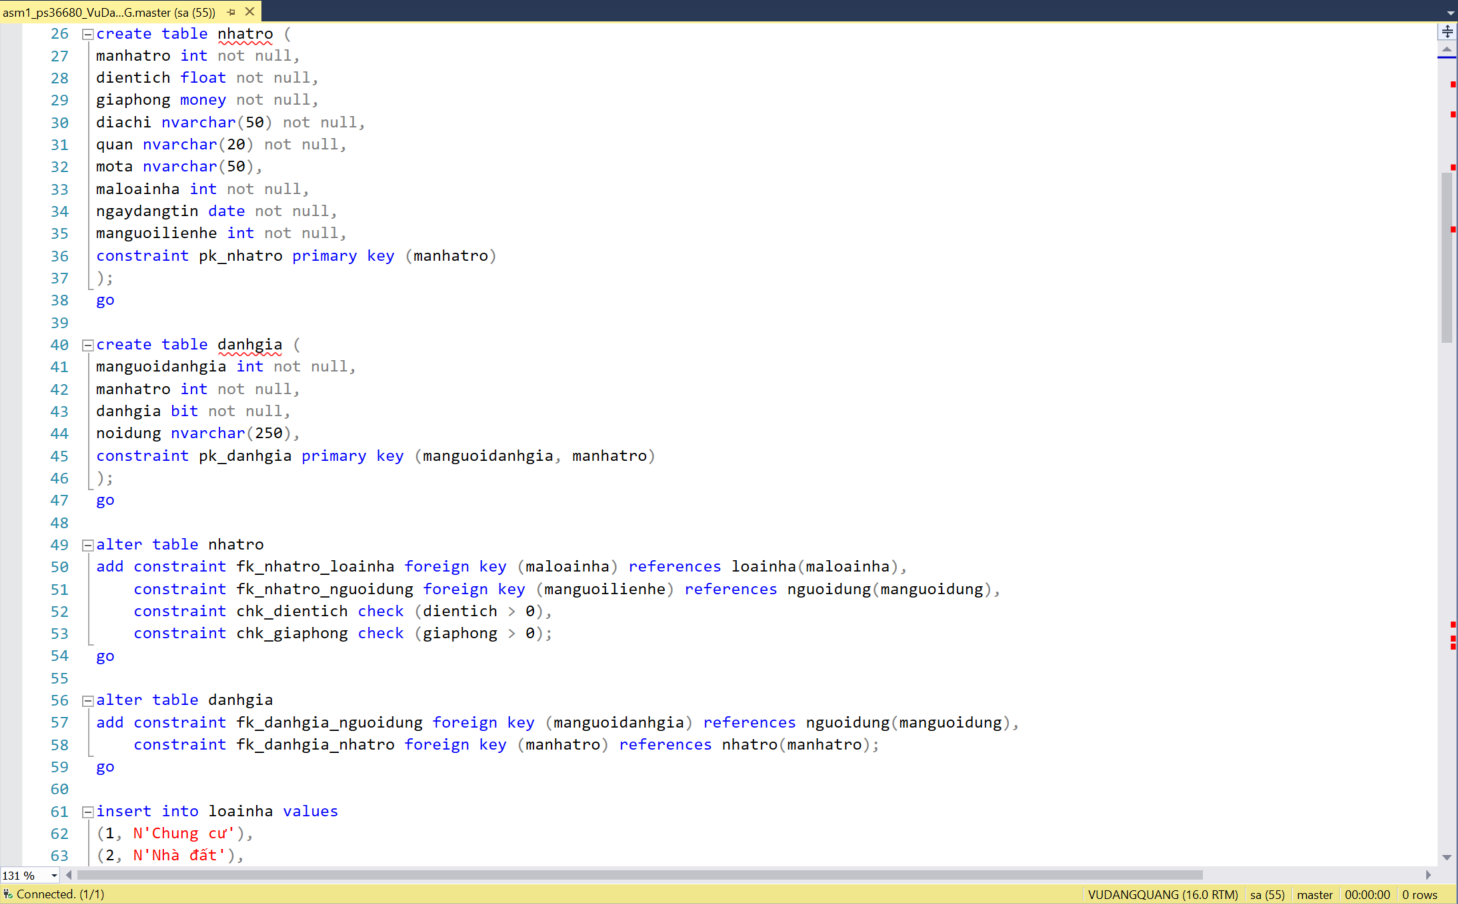 asm1_ps36680_VuDa...G.master (sa (55))
26 create table nhatro (
27 manhatro int not null,
28 dientich float not null,
29 giaphong money not null,
30 diachi nvarchar(50) not null,
31 quan nvarchar(20) not null,
32 mota nvarchar(50),
33 maloainha int not null,
34 ngaydangtin date not null,
35 manguoilienhe int not null,
36 constraint pk_nhatro primary key (manhatro)
37 );
38 go
39
40 create table danhgia (
41 manguoidanhgia int not null,
42 manhatro int not null,
43 danhgia bit not null,
44 noidung nvarchar(250),
45 constraint pk_danhgia primary key (manguoidanhgia, manhatro)
46 );
47 go
48
49 alter table nhatro
50 add constraint fk_nhatro_loainha foreign key (maloainha) references loainha(maloainha),
51     constraint fk_nhatro_nguoidung foreign key (manguoilienhe) references nguoidung(manguoidung),
52     constraint chk_dientich check (dientich > 0),
53     constraint chk_giaphong check (giaphong > 0);
54 go
55
56 alter table danhgia
57 add constraint fk_danhgia_nguoidung foreign key (manguoidanhgia) references nguoidung(manguoidung),
58     constraint fk_danhgia_nhatro foreign key (manhatro) references nhatro(manhatro);
59 go
60
61 insert into loainha values
62 (1, N'Chung cư'),
63 (2, N'Nhà đất'),
131 %
Connected. (1/1) VUDANGQUANG (16.0 RTM) sa (55) master 00:00:00 0 rows